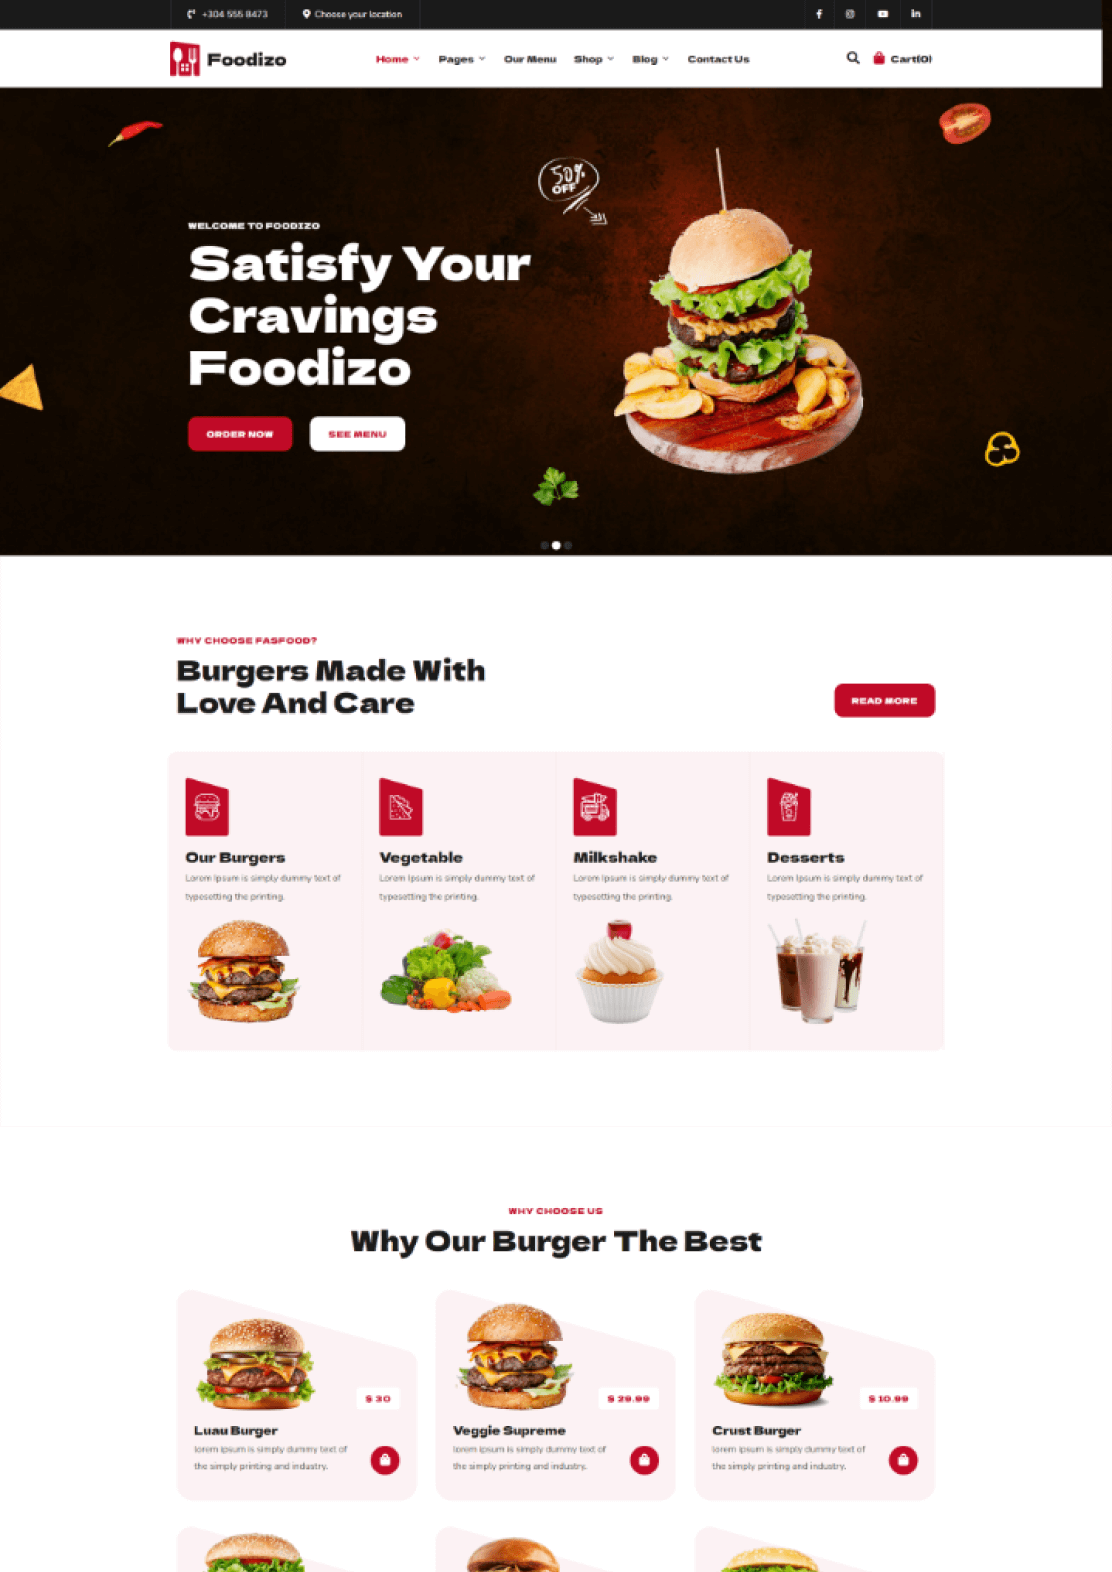 +304 555 8473
Choose your location
Foodizo
Home
Pages
Our Menu
Shop
Blog
Contact Us
Cart(0)
50%
OFF
WELCOME TO FOODIZO
Satisfy Your
Cravings
Foodizo
ORDER NOW
SEE MENU
WHY CHOOSE FASFOOD?
Burgers Made With
Love And Care
READ MORE
Our Burgers
Lorem Ipsum is simply dummy text of
typesetting the printing.
Vegetable
Lorem Ipsum is simply dummy text of
typesetting the printing.
Milkshake
Lorem Ipsum is simply dummy text of
typesetting the printing.
Desserts
Lorem Ipsum is simply dummy text of
typesetting the printing.
WHY CHOOSE US
Why Our Burger The Best
$ 30
Luau Burger
lorem ipsum is simply dummy text of
the simply printing and industry.
$ 29.99
Veggie Supreme
lorem ipsum is simply dummy text of
the simply printing and industry.
$ 10.99
Crust Burger
lorem ipsum is simply dummy text of
the simply printing and industry.